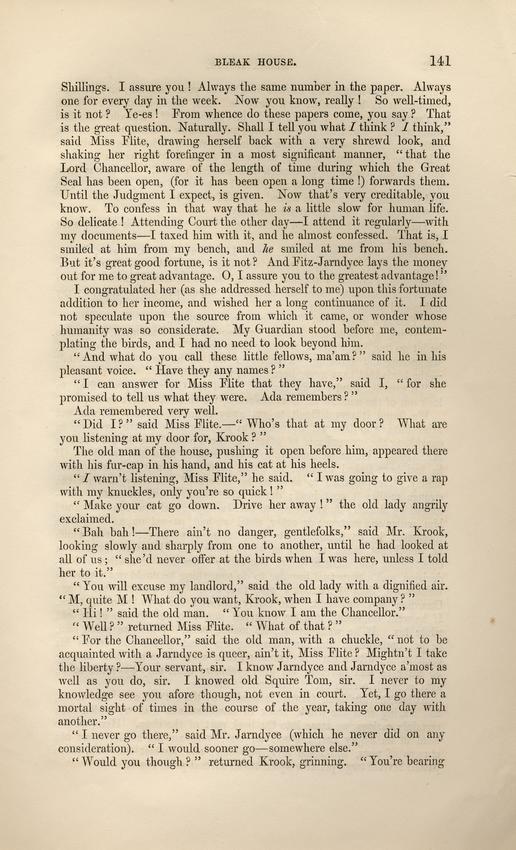 BLEAK HOUSE. 141
Shillings. I assure you! Always the same number in the paper. Always
one for every day in the week. Now you know, really! So well-timed,
is it not? Ye-es! From whence do these papers come, you say? That
is the great question. Naturally. Shall I tell you what I think? I think,”
said Miss Flite, drawing herself back with a very shrewd look, and
shaking her right forefinger in a most significant manner, “that the
Lord Chancellor, aware of the length of time during which the Great
Seal has been open, (for it has been open a long time!) forwards them.
Until the Judgment I expect, is given. Now that’s very creditable, you
know. To confess in that way that he is a little slow for human life.
So delicate! Attending Court the other day—I attend it regularly—with
my documents—I taxed him with it, and he almost confessed. That is, I
smiled at him from my bench, and he smiled at me from his bench.
But it’s great good fortune, is it not? And Fitz-Jarndyce lays the money
out for me to great advantage. O, I assure you to the greatest advantage!”
I congratulated her (as she addressed herself to me) upon this fortunate
addition to her income, and wished her a long continuance of it. I did
not speculate upon the source from which it came, or wonder whose
humanity was so considerate. My Guardian stood before me, contem-
plating the birds, and I had no need to look beyond him.
“And what do you call these little fellows, ma’am?” said he in his
pleasant voice. “Have they any names?”
“I can answer for Miss Flite that they have,” said I, “for she
promised to tell us what they were. Ada remembers?”
Ada remembered very well.
“Did I?” said Miss Flite.—“Who’s that at my door? What are
you listening at my door for, Krook?”
The old man of the house, pushing it open before him, appeared there
with his fur-cap in his hand, and his cat at his heels.
“I warn’t listening, Miss Flite,” he said. “I was going to give a rap
with my knuckles, only you’re so quick!”
“Make your cat go down. Drive her away!” the old lady angrily
exclaimed.
“Bah bah!—There ain’t no danger, gentlefolks,” said Mr. Krook,
looking slowly and sharply from one to another, until he had looked at
all of us; “she’d never offer at the birds when I was here, unless I told
her to it.”
“You will excuse my landlord,” said the old lady with a dignified air.
“M, quite M! What do you want, Krook, when I have company?”
“Hi!” said the old man. “You know I am the Chancellor.”
“Well?” returned Miss Flite. “What of that?”
“For the Chancellor,” said the old man, with a chuckle, “not to be
acquainted with a Jarndyce is queer, ain’t it, Miss Flite? Mightn’t I take
the liberty?—Your servant, sir. I know Jarndyce and Jarndyce a’most as
well as you do, sir. I knowed old Squire Tom, sir. I never to my
knowledge see you afore though, not even in court. Yet, I go there a
mortal sight of times in the course of the year, taking one day with
another.”
“I never go there,” said Mr. Jarndyce (which he never did on any
consideration). “I would sooner go—somewhere else.”
“Would you though?” returned Krook, grinning. “You’re bearing